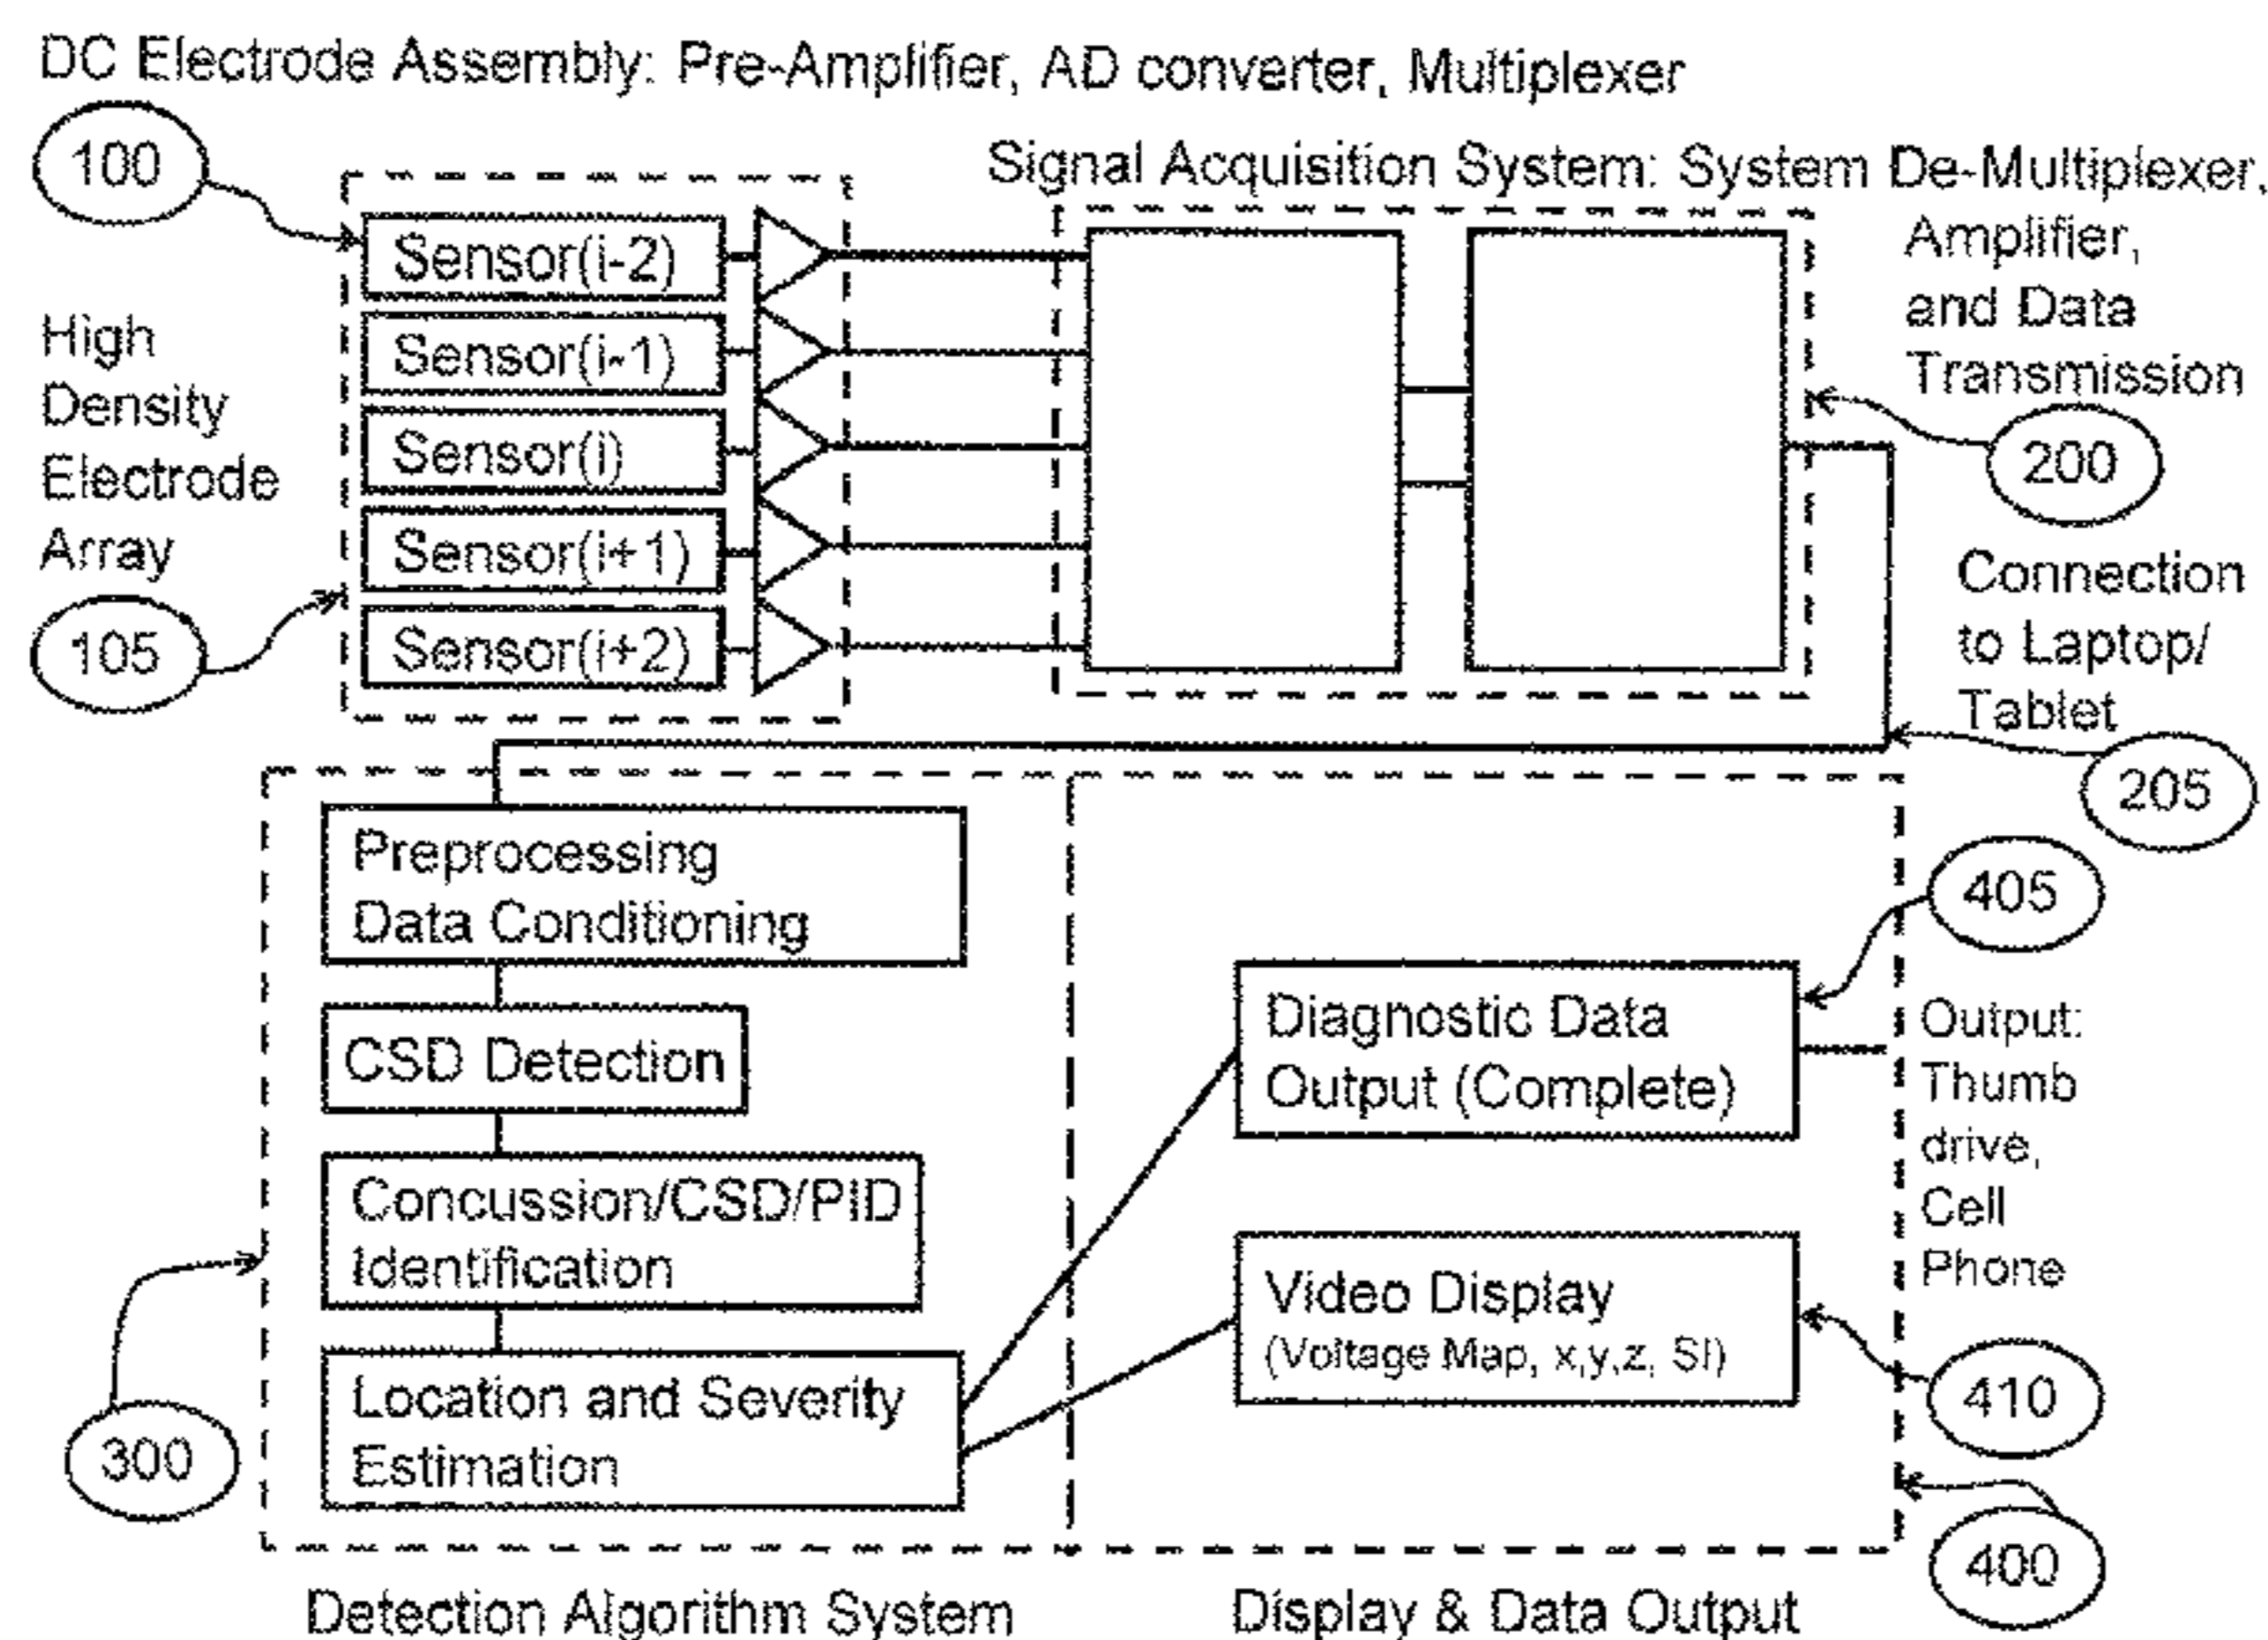 DC Electrode Assembly: Pre-Amplifier, AD converter, Multiplexer
100
Signal Acquisition System: System De-Multiplexer,
Amplifier,
and Data
Transmission
200
Sensor(i-2)
Sensor(i-1)
Sensor(i)
Sensor(i+1)
Sensor(i+2)
High
Density
Electrode
Array
105
Connection
to Laptop/
Tablet
205
Preprocessing
Data Conditioning
CSD Detection
Concussion/CSD/PID
Identification
Location and Severity
Estimation
300
Detection Algorithm System
405
Diagnostic Data
Output (Complete)
Output:
Thumb
drive,
Cell
Phone
Video Display
(Voltage Map, x,y,z, SI)
410
400
Display & Data Output